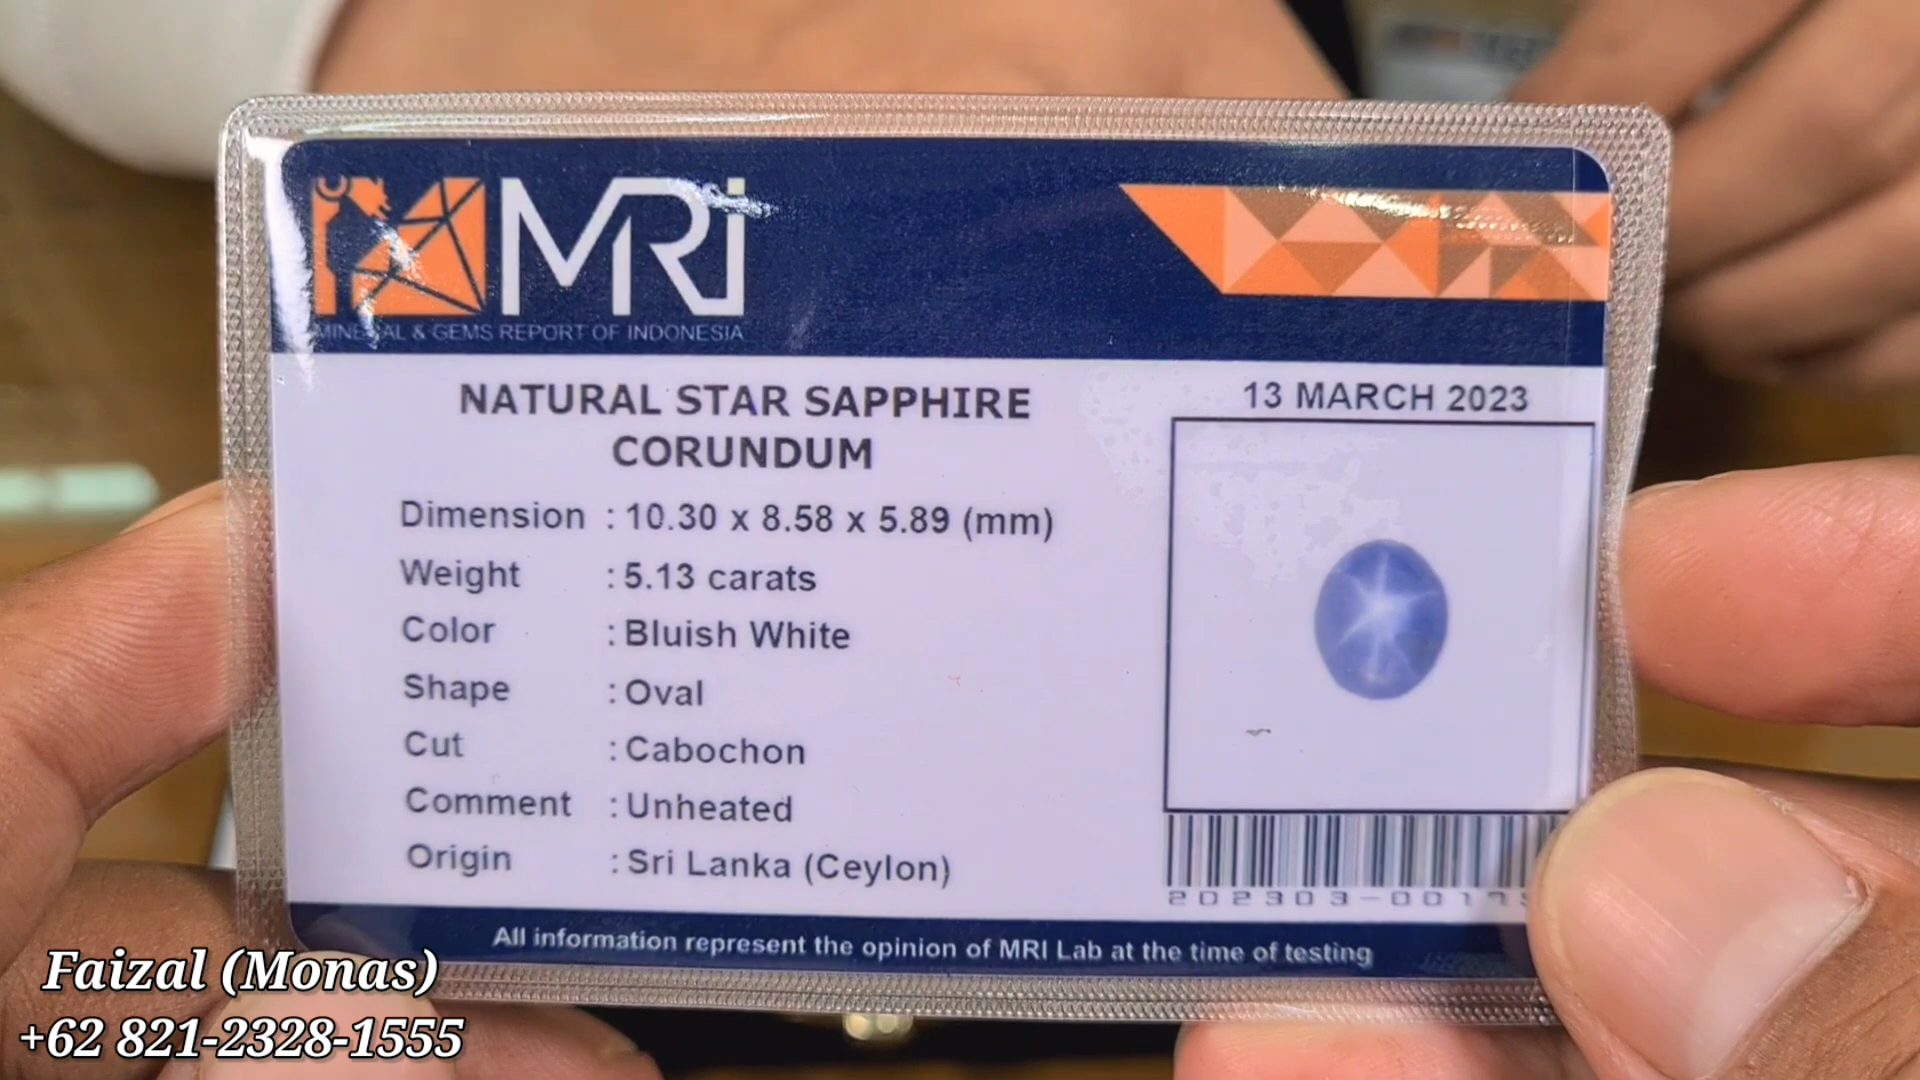 MRI
MINERAL & GEMS REPORT OF INDONESIA
NATURAL STAR SAPPHIRE
CORUNDUM
13 MARCH 2023
Dimension : 10.30 x 8.58 x 5.89 (mm)
Weight : 5.13 carats
Color : Bluish White
Shape : Oval
Cut : Cabochon
Comment : Unheated
Origin : Sri Lanka (Ceylon)
All information represent the opinion of MRI Lab at the time of testing
Faizal (Monas)
+62 821-2328-1555